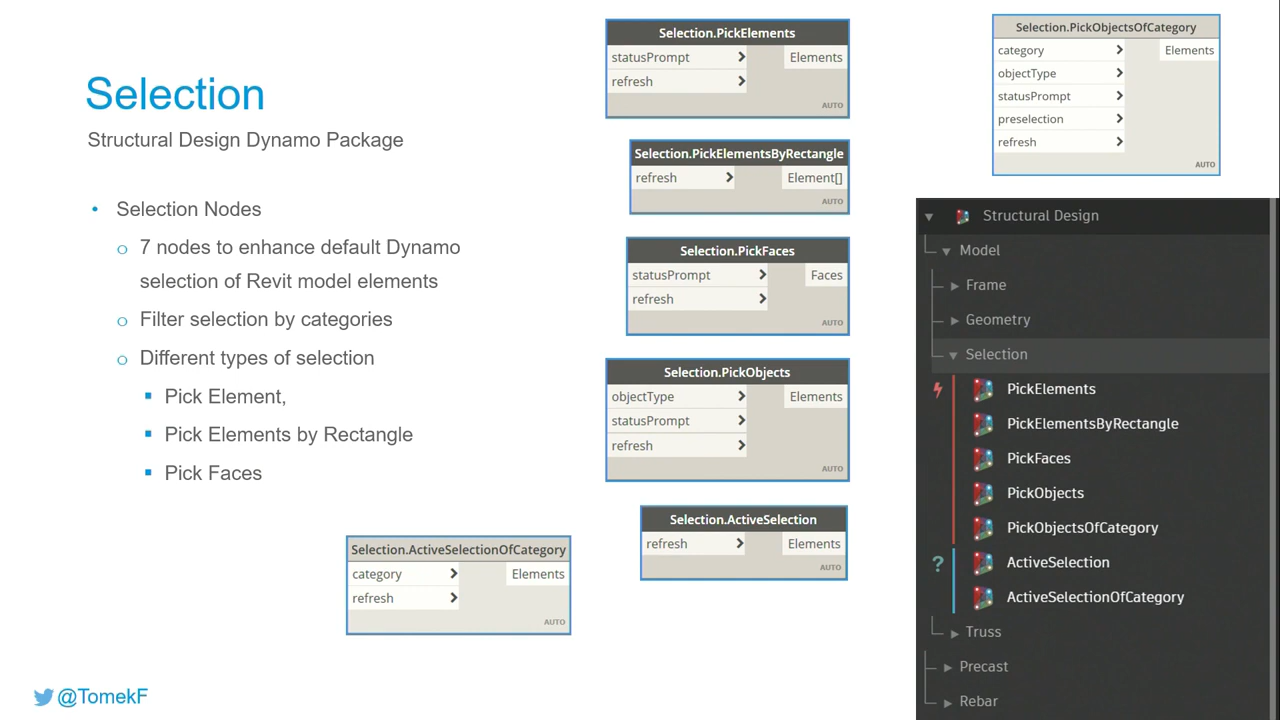 Selection
Structural Design Dynamo Package
• Selection Nodes
o 7 nodes to enhance default Dynamo
selection of Revit model elements
o Filter selection by categories
o Different types of selection
▪ Pick Element,
▪ Pick Elements by Rectangle
▪ Pick Faces
Selection.ActiveSelectionOfCategory
category > Elements
refresh >
AUTO
Selection.PickElements
statusPrompt > Elements
refresh >
AUTO
Selection.PickElementsByRectangle
refresh > Element[]
AUTO
Selection.PickFaces
statusPrompt > Faces
refresh >
AUTO
Selection.PickObjects
objectType > Elements
statusPrompt >
refresh >
AUTO
Selection.ActiveSelection
refresh > Elements
AUTO
Selection.PickObjectsOfCategory
category > Elements
objectType >
statusPrompt >
preselection >
refresh >
AUTO
Structural Design
Model
Frame
Geometry
Selection
PickElements
PickElementsByRectangle
PickFaces
PickObjects
PickObjectsOfCategory
? ActiveSelection
ActiveSelectionOfCategory
Truss
Precast
Rebar
@TomekF